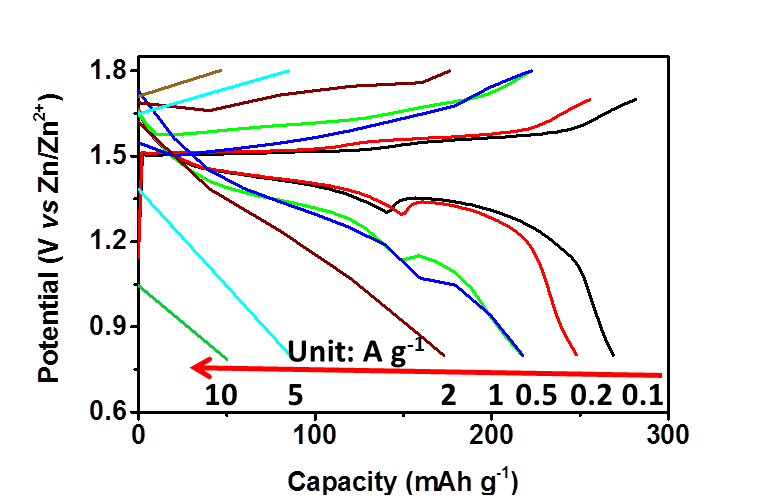 1.8
1.5
1.2
0.9
0.6
Potential (V vs Zn/Zn²⁺)
Unit: A g⁻¹
10 5 2 1 0.5 0.2 0.1
0 100 200 300
Capacity (mAh g⁻¹)